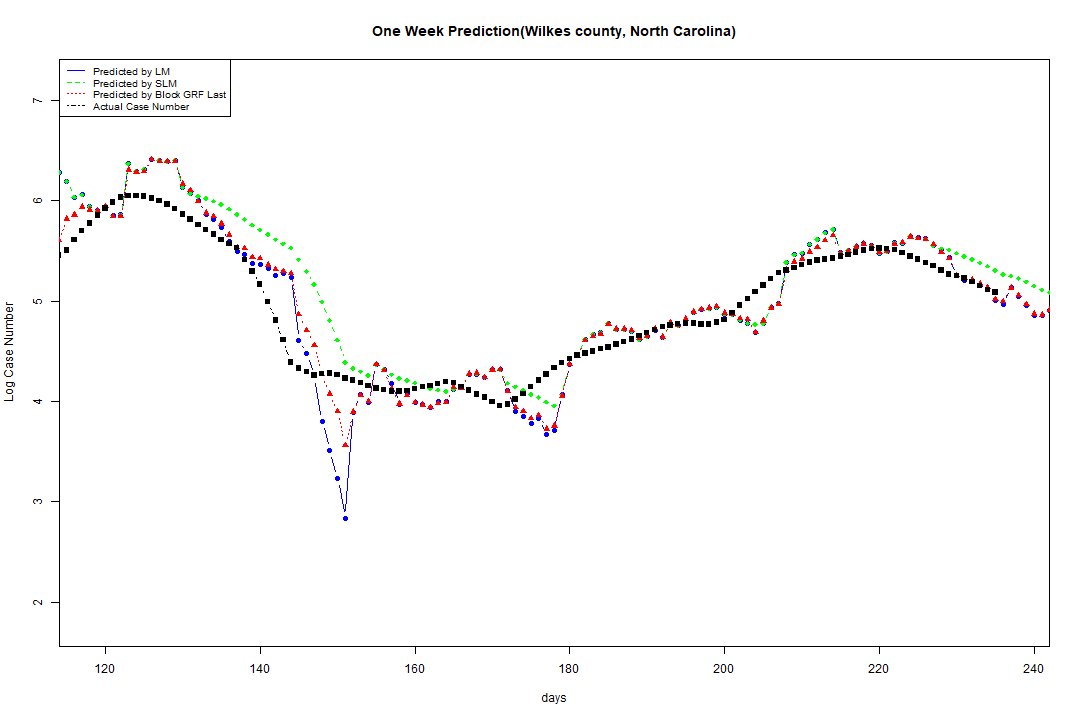 One Week Prediction(Wilkes county, North Carolina)
Predicted by LM
Predicted by SLM
Predicted by Block GRF Last
Actual Case Number
7
6
5
4
3
2
Log Case Number
120 140 160 180 200 220 240
days